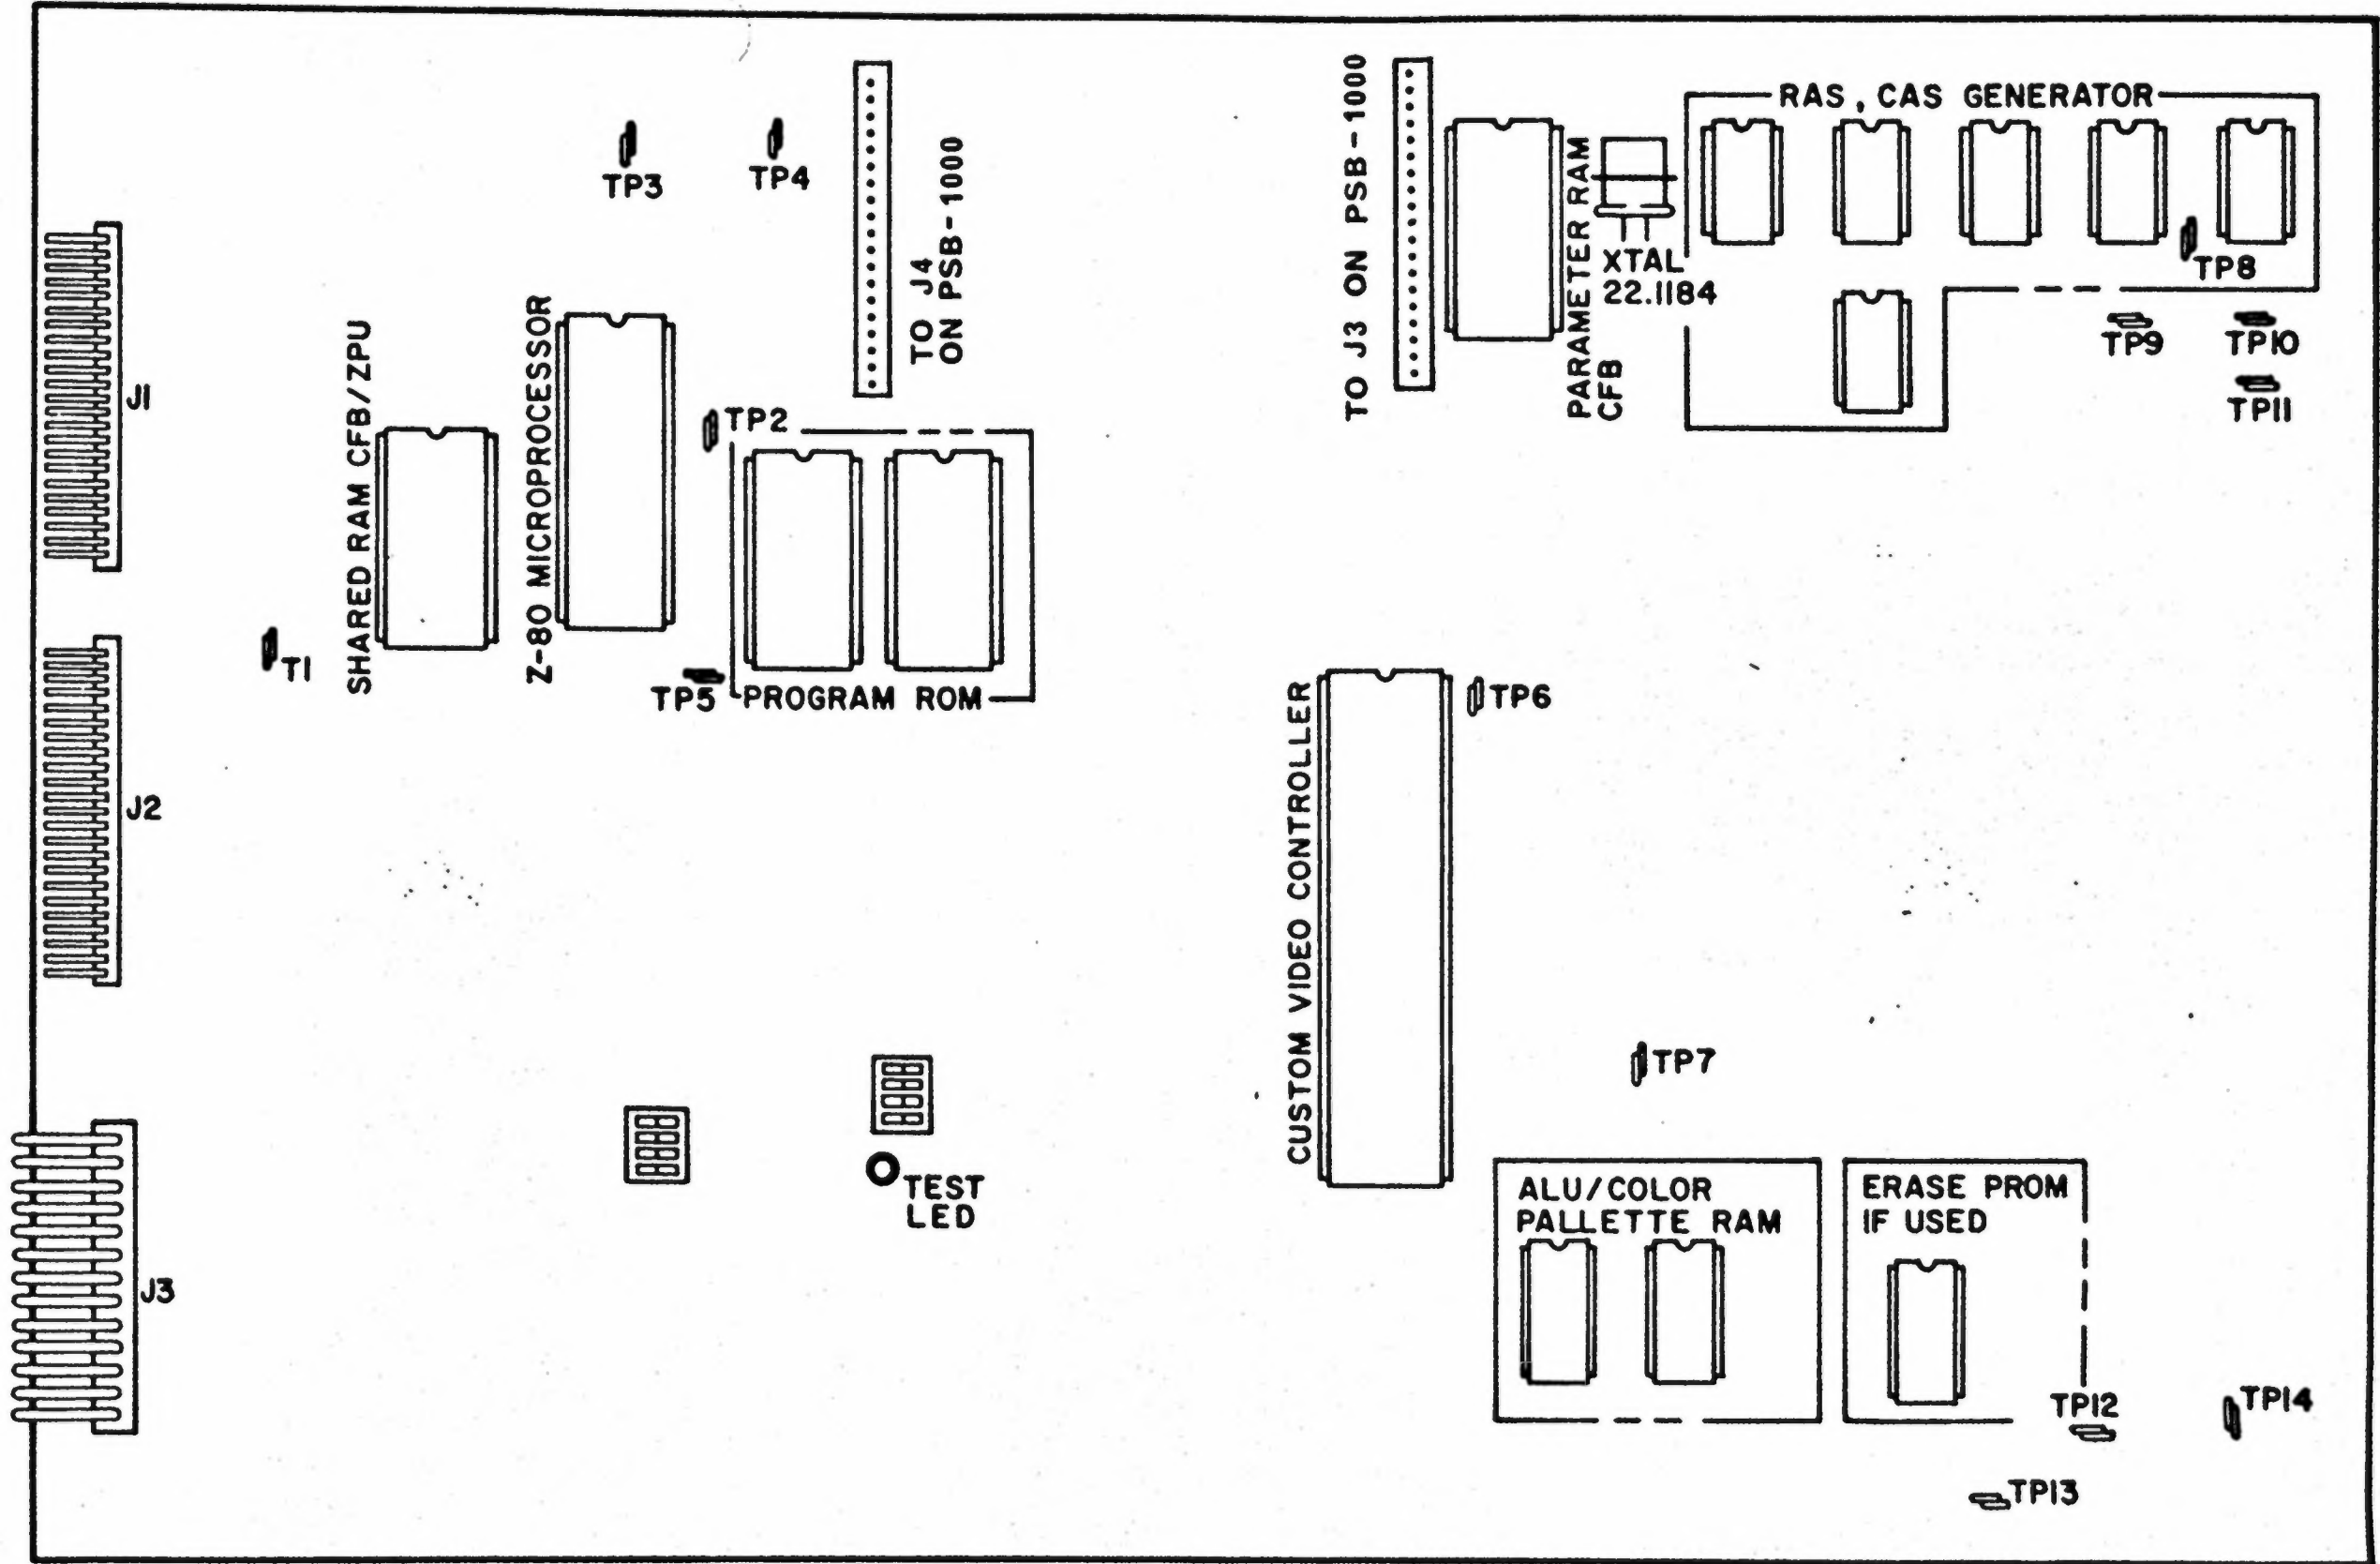 TP3
TP4
TO J4
ON PSB-1000
TO J3 ON PSB-1000
PARAMETER RAM
CFB
XTAL
22.1184
RAS, CAS GENERATOR
TP8
TP9
TP10
TP11
J1
SHARED RAM CFB/ZPU
Z-80 MICROPROCESSOR
TP2
T1
TP5
PROGRAM ROM
J2
CUSTOM VIDEO CONTROLLER
TP6
TP7
TEST
LED
J3
ALU/COLOR
PALLETTE RAM
ERASE PROM
IF USED
TP12
TP14
TP13